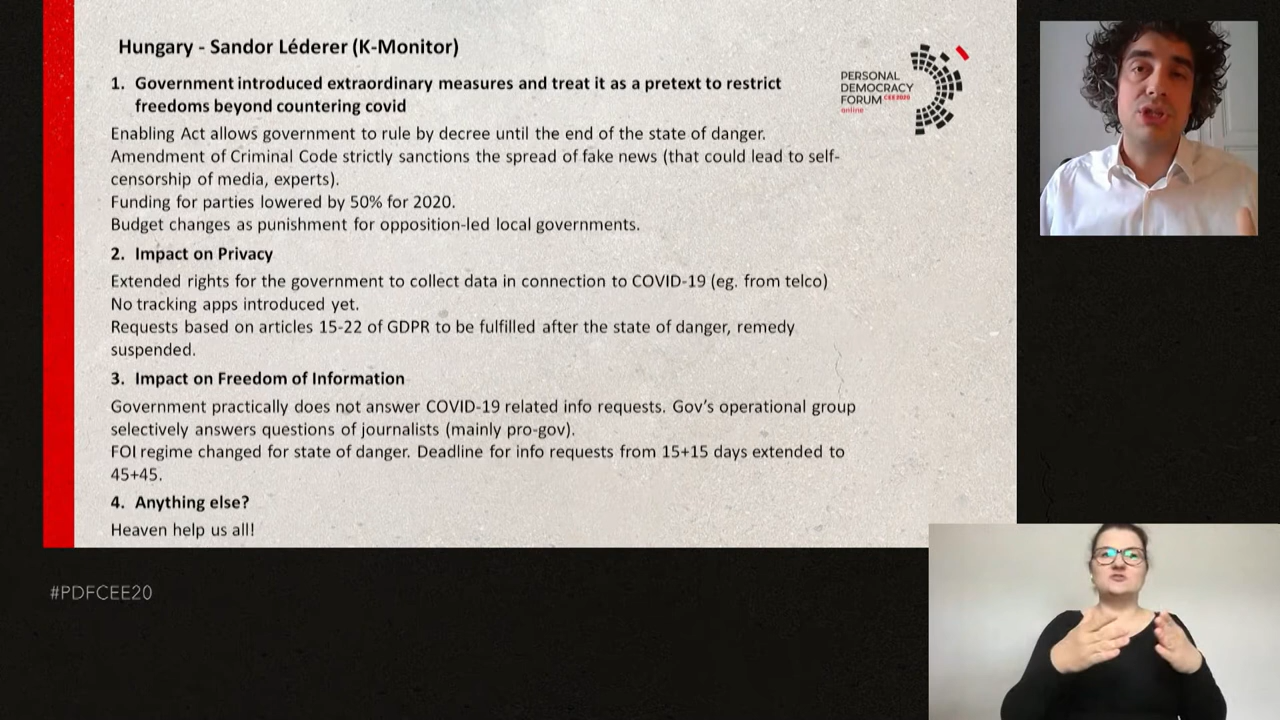 Hungary - Sandor Léderer (K-Monitor)
1. Government introduced extraordinary measures and treat it as a pretext to restrict
freedoms beyond countering covid
Enabling Act allows government to rule by decree until the end of the state of danger.
Amendment of Criminal Code strictly sanctions the spread of fake news (that could lead to self-
censorship of media, experts).
Funding for parties lowered by 50% for 2020.
Budget changes as punishment for opposition-led local governments.
2. Impact on Privacy
Extended rights for the government to collect data in connection to COVID-19 (eg. from telco)
No tracking apps introduced yet.
Requests based on articles 15-22 of GDPR to be fulfilled after the state of danger, remedy
suspended.
3. Impact on Freedom of Information
Government practically does not answer COVID-19 related info requests. Gov's operational group
selectively answers questions of journalists (mainly pro-gov).
FOI regime changed for state of danger. Deadline for info requests from 15+15 days extended to
45+45.
4. Anything else?
Heaven help us all!
PERSONAL
DEMOCRACY
FORUM CEE 2020
online
#PDFCEE20